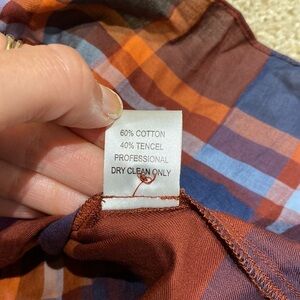 60% COTTON
40% TENCEL
PROFESSIONAL
DRY CLEAN ONLY